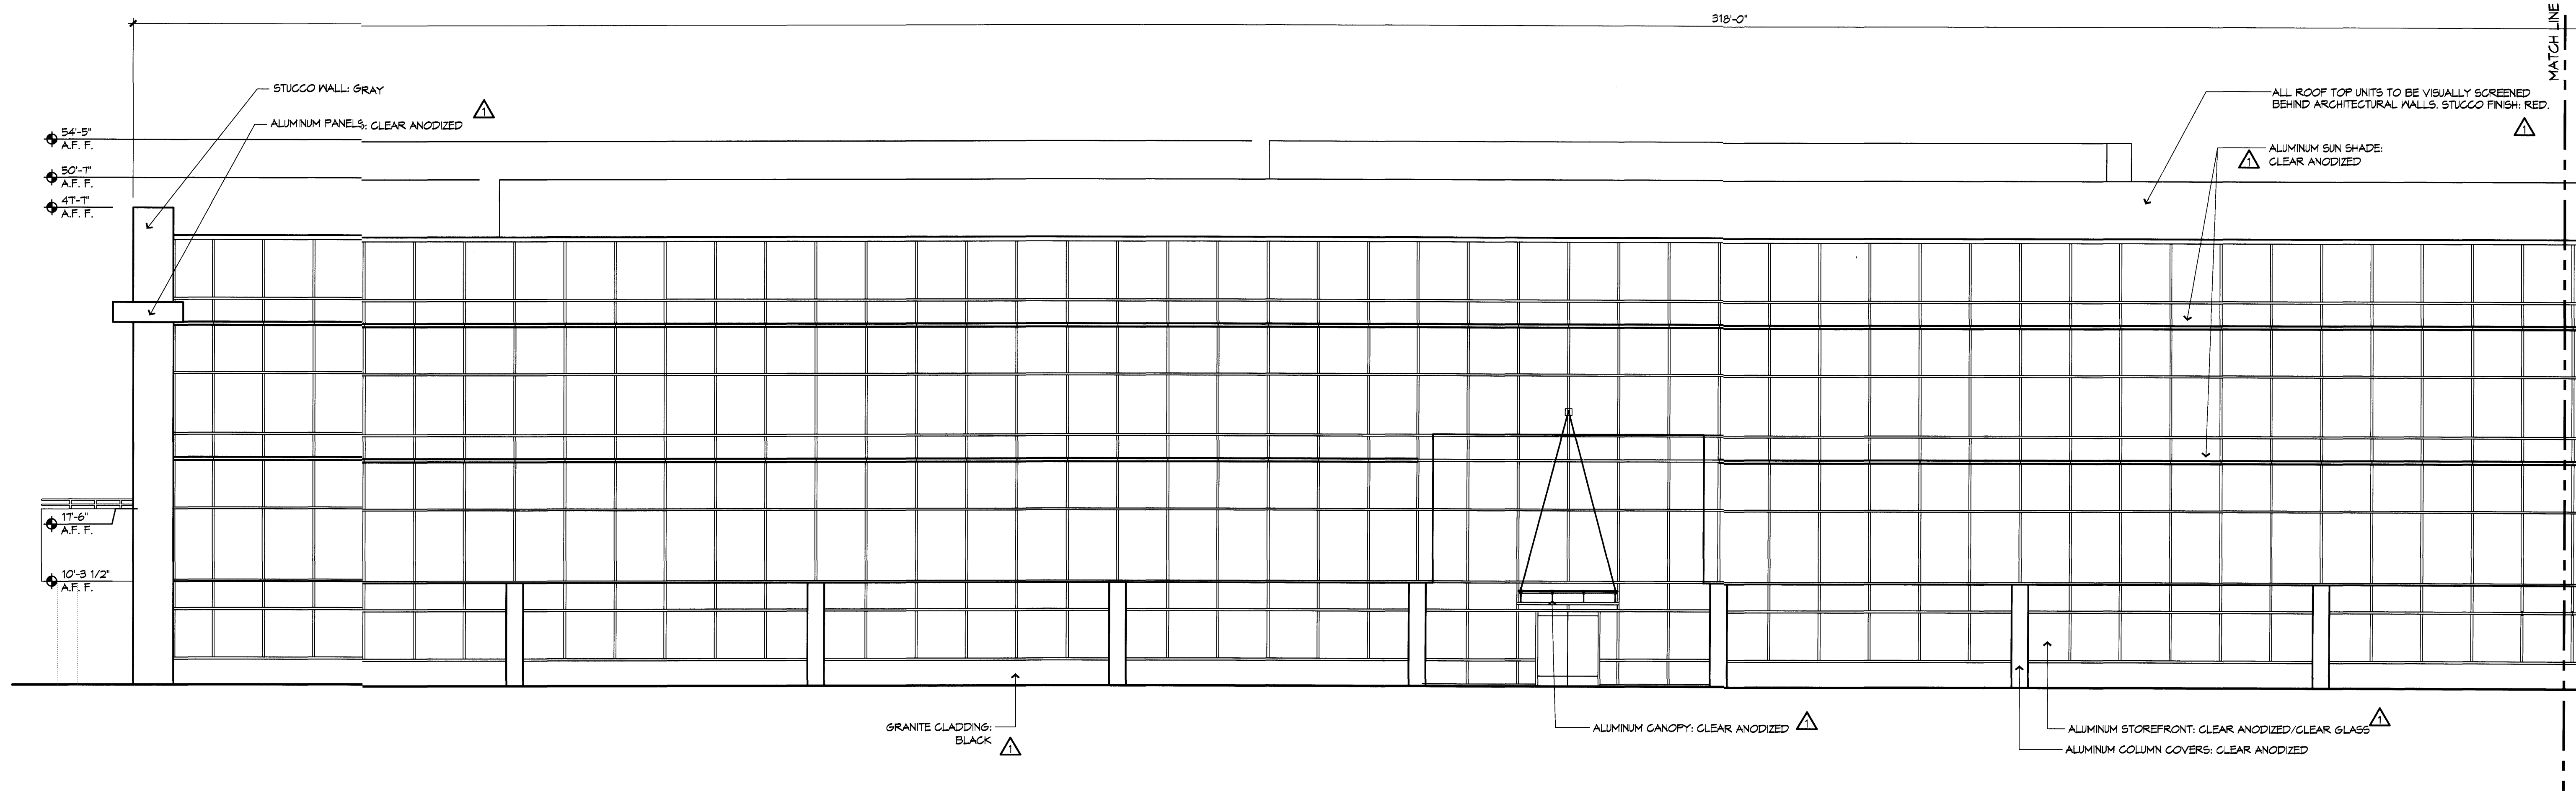 318'-0"
MATCH LINE
STUCCO WALL: GRAY
1
ALUMINUM PANELS: CLEAR ANODIZED
ALL ROOF TOP UNITS TO BE VISUALLY SCREENED
BEHIND ARCHITECTURAL WALLS. STUCCO FINISH: RED.
1
54'-5"
A.F. F.
ALUMINUM SUN SHADE:
1
CLEAR ANODIZED
50'-7"
A.F. F.
47'-7"
A.F. F.
17'-6"
A.F. F.
10'-3 1/2"
A.F. F.
GRANITE CLADDING:
BLACK
1
ALUMINUM CANOPY: CLEAR ANODIZED
1
ALUMINUM STOREFRONT: CLEAR ANODIZED/CLEAR GLASS
1
ALUMINUM COLUMN COVERS: CLEAR ANODIZED